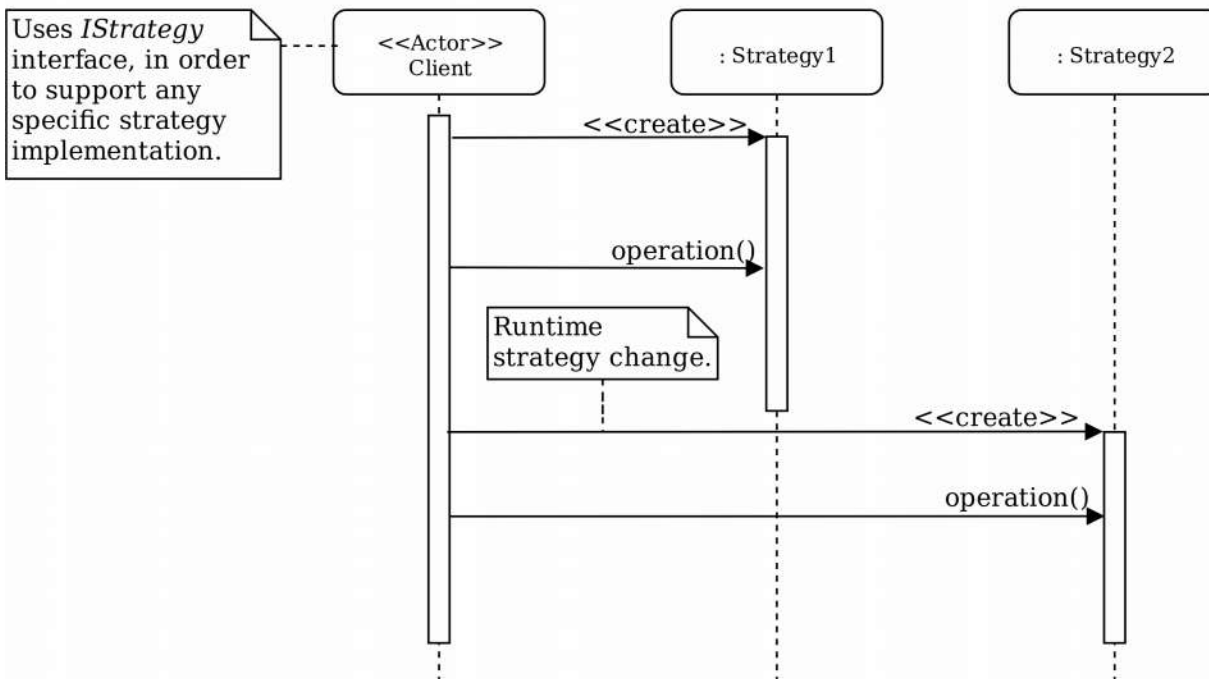 Uses IStrategy
interface, in order
to support any
specific strategy
implementation.
<<Actor>>
Client
: Strategy1
: Strategy2
<<create>>
operation()
Runtime
strategy change.
<<create>>
operation()